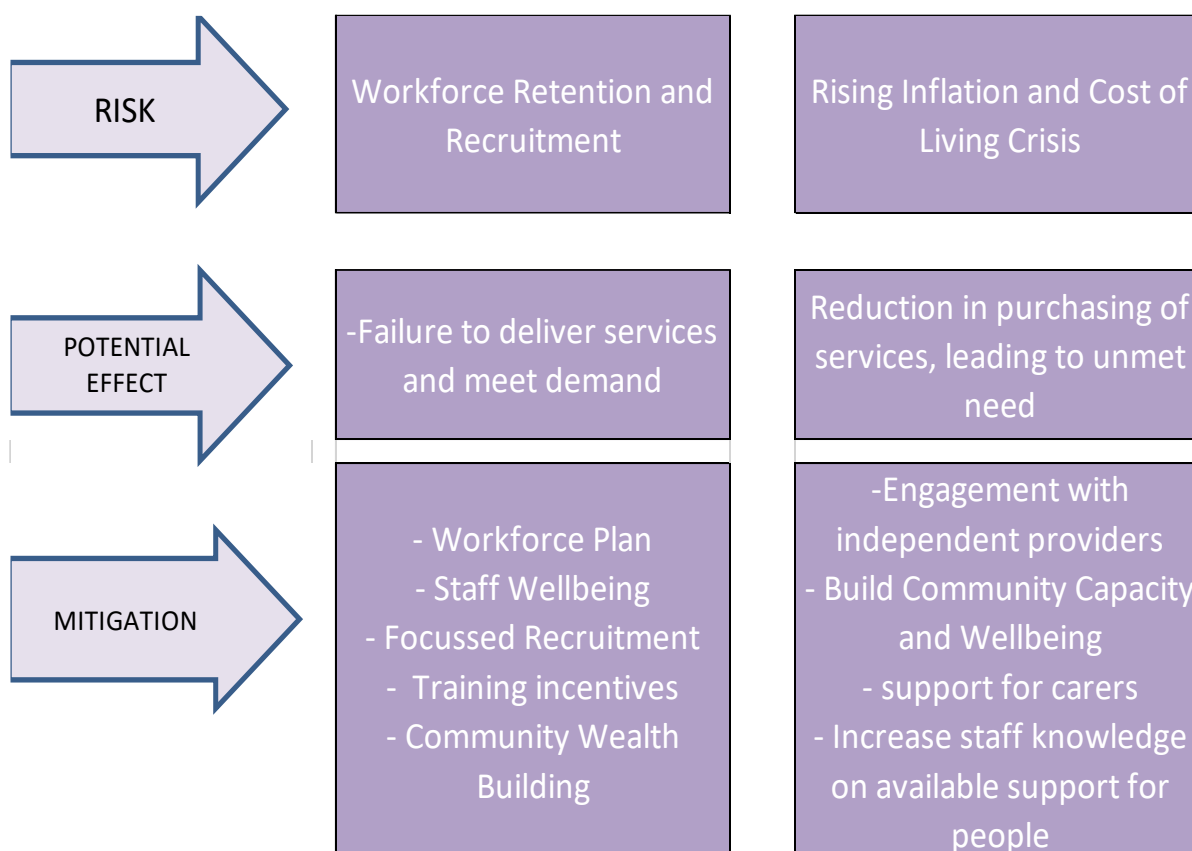 RISK
Workforce Retention and
Recruitment
Rising Inflation and Cost of
Living Crisis
POTENTIAL
EFFECT
-Failure to deliver services
and meet demand
Reduction in purchasing of
services, leading to unmet
need
MITIGATION
- Workforce Plan
- Staff Wellbeing
- Focussed Recruitment
- Training incentives
- Community Wealth
Building
-Engagement with
independent providers
- Build Community Capacity
and Wellbeing
- support for carers
- Increase staff knowledge
on available support for
people